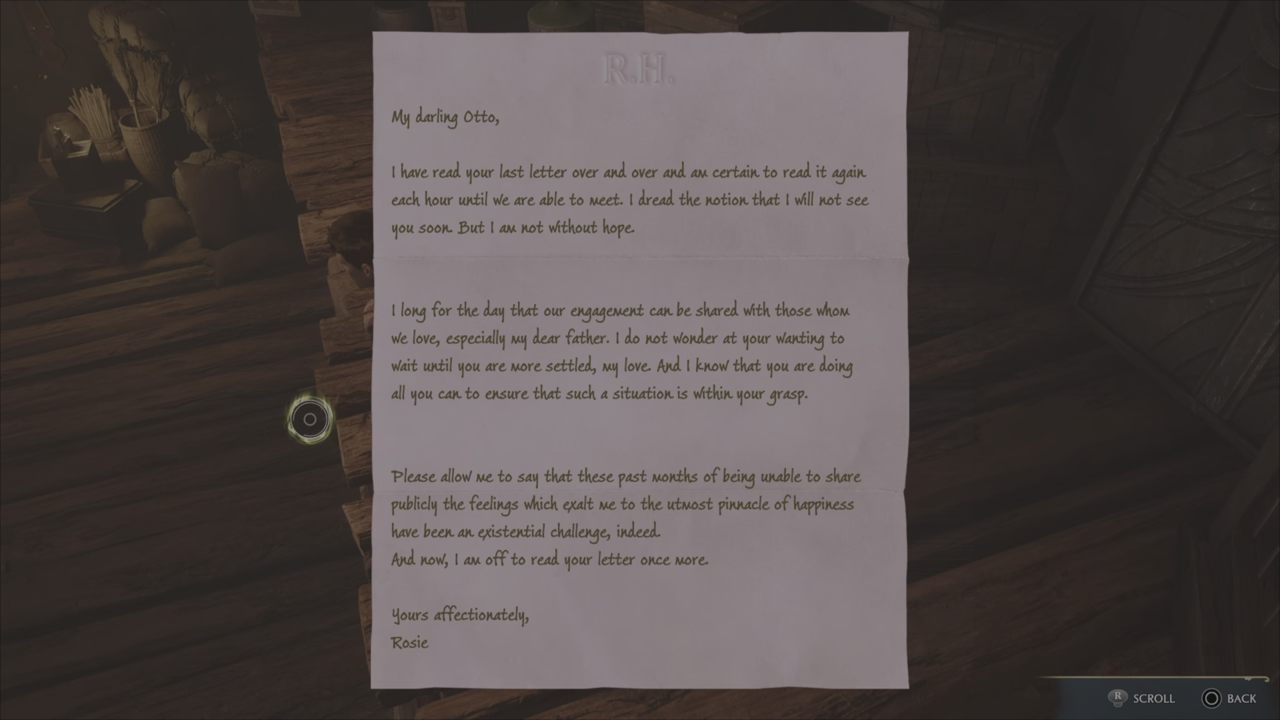 R.H.
My darling Otto,
I have read your last letter over and over and am certain to read it again
each hour until we are able to meet. I dread the notion that I will not see
you soon. But I am not without hope.
I long for the day that our engagement can be shared with those whom
we love, especially my dear father. I do not wonder at your wanting to
wait until you are more settled, my love. And I know that you are doing
all you can to ensure that such a situation is within your grasp.
Please allow me to say that these past months of being unable to share
publicly the feelings which exalt me to the utmost pinnacle of happiness
have been an existential challenge, indeed.
And now, I am off to read your letter once more.
Yours affectionately,
Rosie
R SCROLL BACK